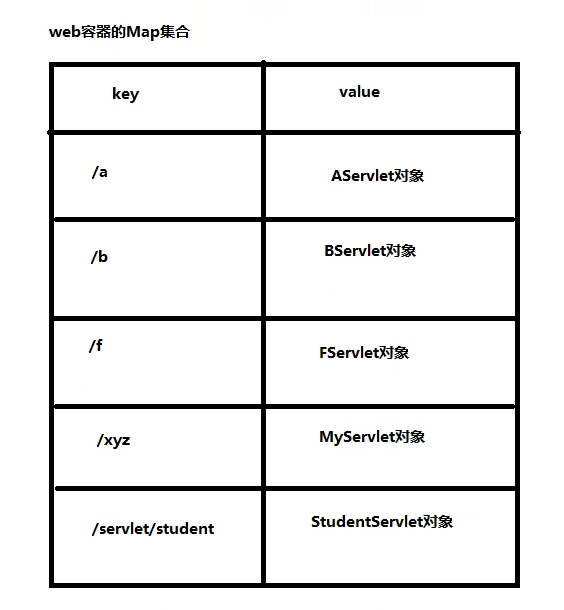 web容器的Map集合
key value
/a AServlet对象
/b BServlet对象
/f FServlet对象
/xyz MyServlet对象
/servlet/student StudentServlet对象